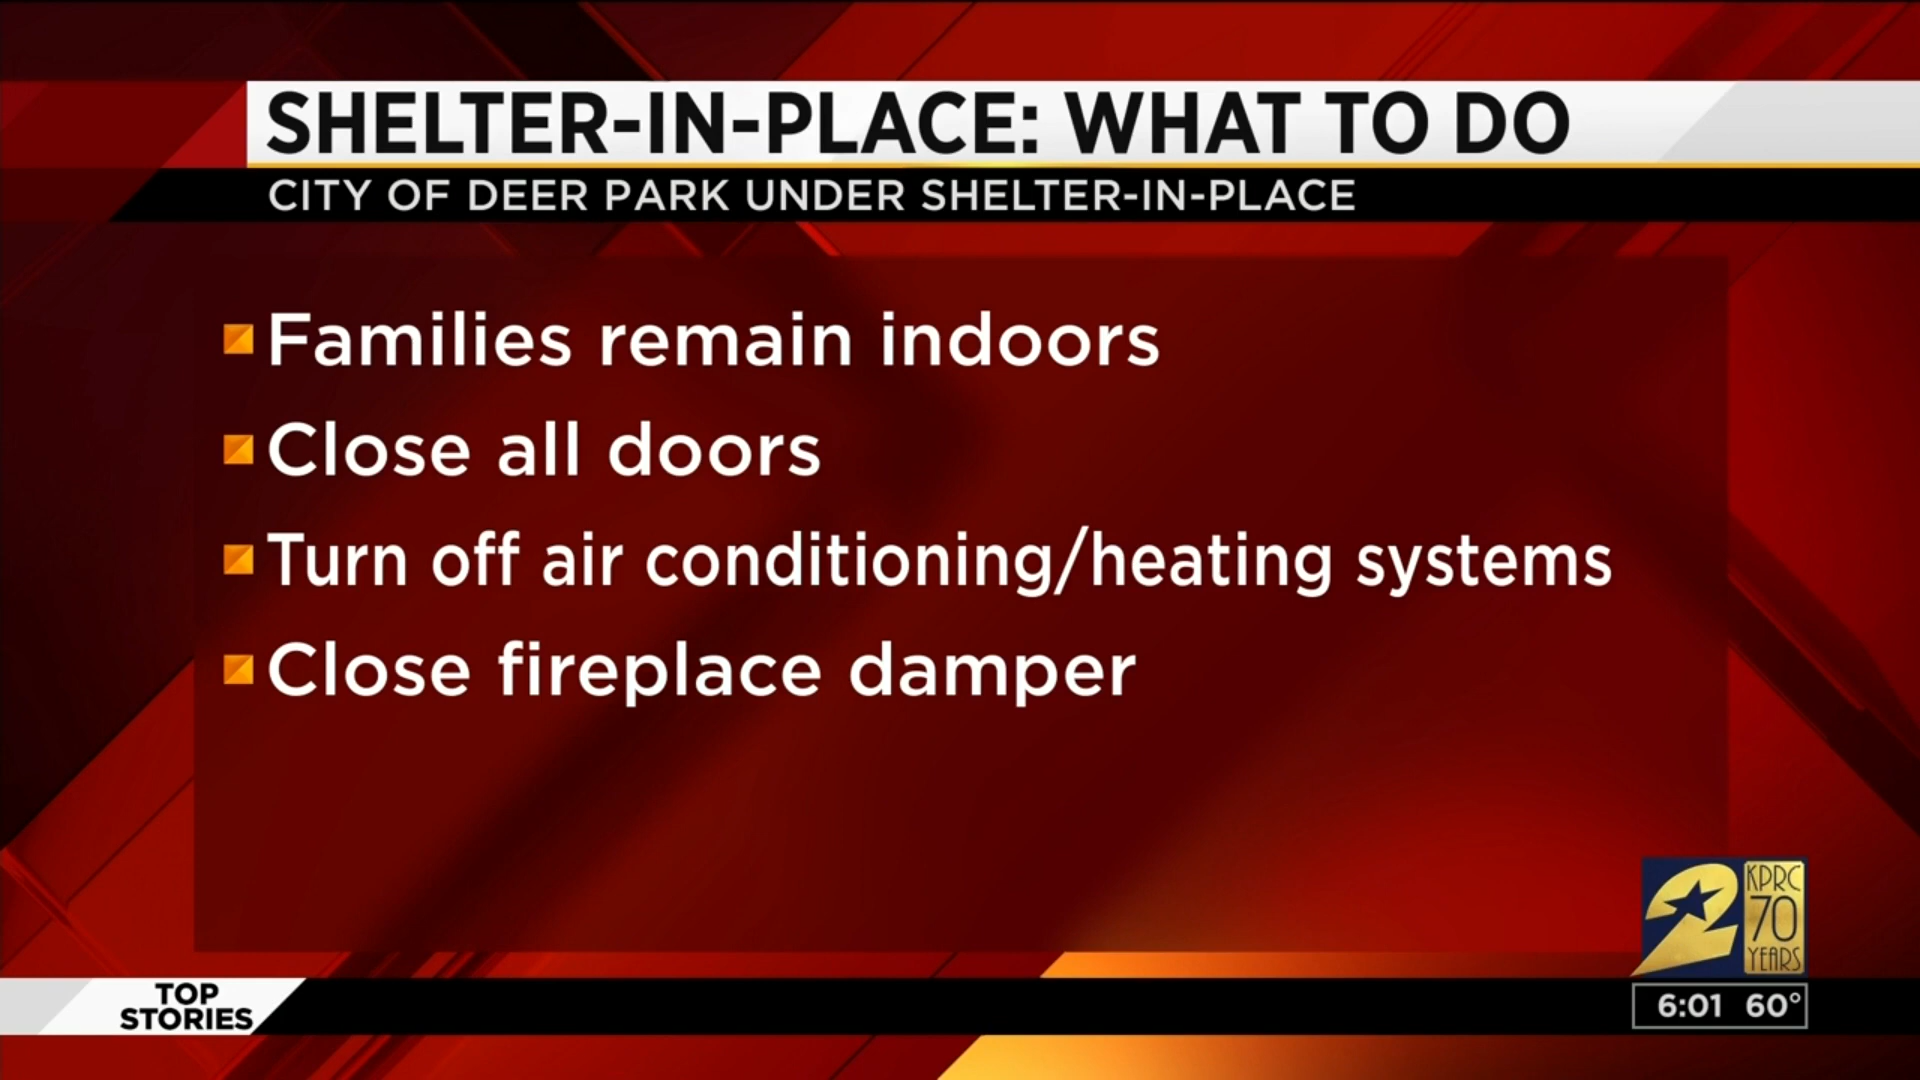 SHELTER-IN-PLACE: WHAT TO DO
CITY OF DEER PARK UNDER SHELTER-IN-PLACE
Families remain indoors
Close all doors
Turn off air conditioning/heating systems
Close fireplace damper
2
KPRC
70
YEARS
TOP
STORIES
6:01 60°